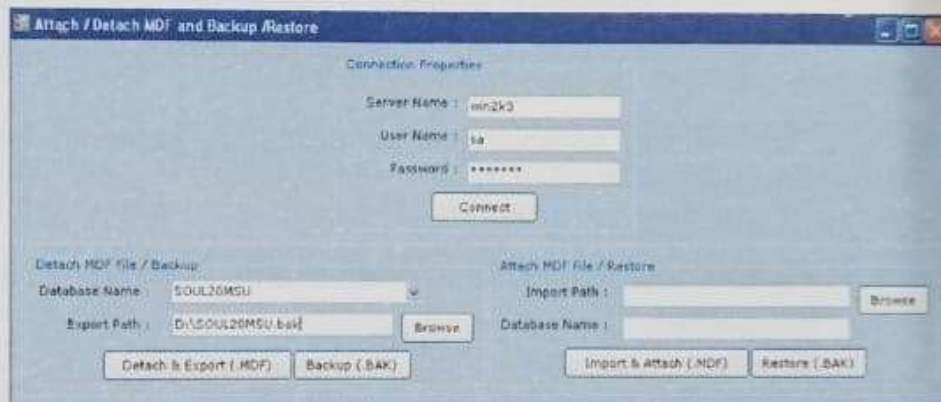 Attach / Detach MDF and Backup /Restore
Connection Properties
Server Name : win2k3
User Name : sa
Password : *******
Connect
Detach MDF File / Backup
Database Name : SOUL20MSU
Export Path : D:\SOUL20MSU.bak
Browse
Detach & Export (.MDF) Backup (.BAK)
Attach MDF File / Restore
Import Path :
Browse
Database Name :
Import & Attach (.MDF) Restore (.BAK)